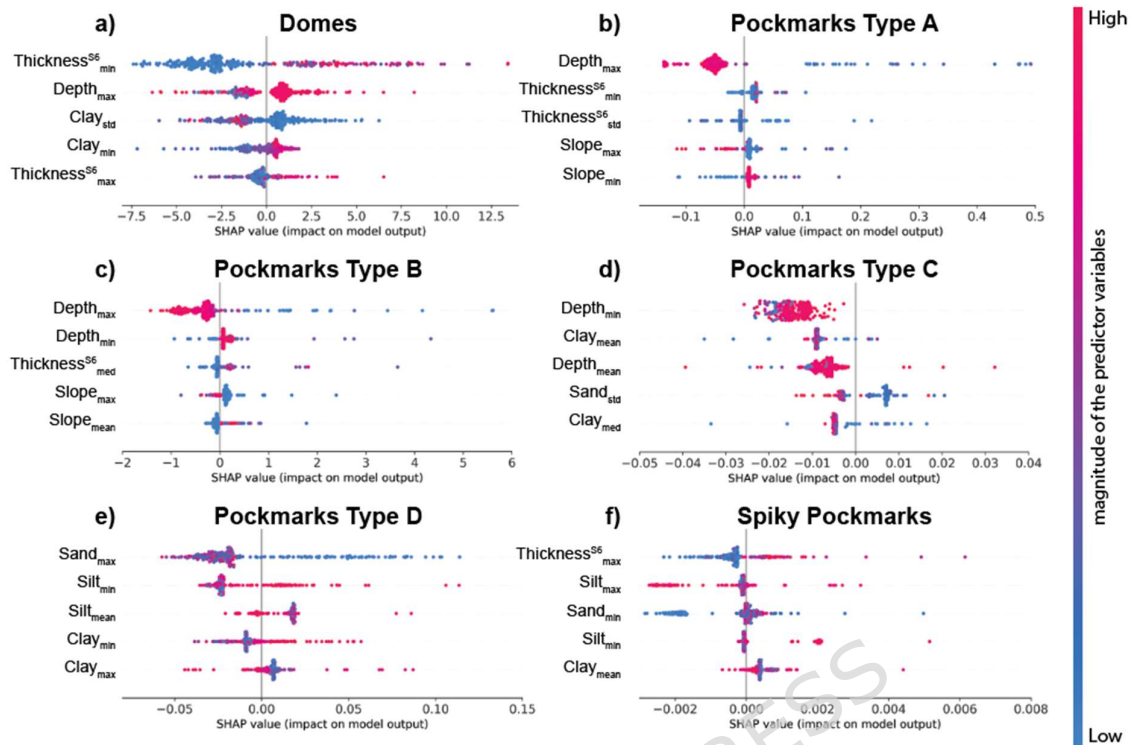 a) Domes
Thickness^S6_min
Depth_max
Clay_std
Clay_min
Thickness^S6_max
−7.5 −5.0 −2.5 0.0 2.5 5.0 7.5 10.0 12.5
SHAP value (impact on model output)
b) Pockmarks Type A
Depth_max
Thickness^S6_min
Thickness^S6_std
Slope_max
Slope_min
−0.1 0.0 0.1 0.2 0.3 0.4 0.5
SHAP value (impact on model output)
c) Pockmarks Type B
Depth_max
Depth_min
Thickness^S6_med
Slope_max
Slope_mean
−2 −1 0 1 2 3 4 5 6
SHAP value (impact on model output)
d) Pockmarks Type C
Depth_min
Clay_mean
Depth_mean
Sand_std
Clay_med
−0.05 −0.04 −0.03 −0.02 −0.01 0.00 0.01 0.02 0.03 0.04
SHAP value (impact on model output)
e) Pockmarks Type D
Sand_max
Silt_min
Silt_mean
Clay_min
Clay_max
−0.05 0.00 0.05 0.10 0.15
SHAP value (impact on model output)
f) Spiky Pockmarks
Thickness^S6_max
Silt_max
Sand_min
Silt_min
Clay_mean
−0.002 0.000 0.002 0.004 0.006 0.008
SHAP value (impact on model output)
High
magnitude of the predictor variables
Low
ESS